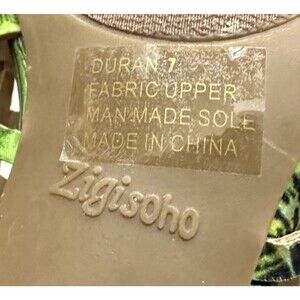 DURAN 7
FABRIC UPPER
MAN MADE SOLE
MADE IN CHINA
Zigisoho